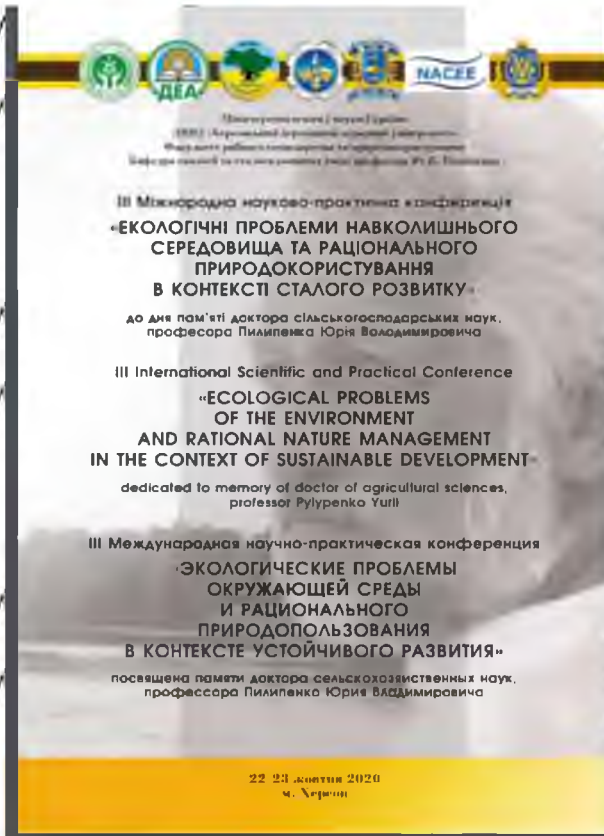 ДЕА
NACEE
III Міжнародна науково-практична конференція
«ЕКОЛОГІЧНІ ПРОБЛЕМИ НАВКОЛИШНЬОГО
СЕРЕДОВИЩА ТА РАЦІОНАЛЬНОГО
ПРИРОДОКОРИСТУВАННЯ
В КОНТЕКСТІ СТАЛОГО РОЗВИТКУ»
до дня пам'яті доктора сільськогосподарських наук,
професора Пилипенка Юрія Володимировича
III International Scientific and Practical Conference
«ECOLOGICAL PROBLEMS
OF THE ENVIRONMENT
AND RATIONAL NATURE MANAGEMENT
IN THE CONTEXT OF SUSTAINABLE DEVELOPMENT»
dedicated to memory of doctor of agricultural sciences,
professor Pylypenko Yurii
III Международная научно-практическая конференция
«ЭКОЛОГИЧЕСКИЕ ПРОБЛЕМЫ
ОКРУЖАЮЩЕЙ СРЕДЫ
И РАЦИОНАЛЬНОГО
ПРИРОДОПОЛЬЗОВАНИЯ
В КОНТЕКСТЕ УСТОЙЧИВОГО РАЗВИТИЯ»
посвящена памяти доктора сельскохозяйственных наук,
профессора Пилипенко Юрия Владимировича
22-23 жовтня 2020
м. Херсон